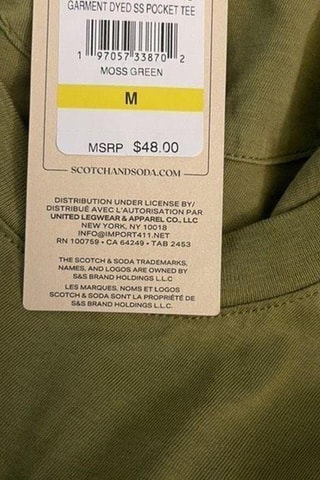 GARMENT DYED SS POCKET TEE
1 97057 33870 2
MOSS GREEN
M
MSRP $48.00
SCOTCHANDSODA.COM
DISTRIBUTION UNDER LICENSE BY/
DISTRIBUÉ AVEC L'AUTORISATION PAR
UNITED LEGWEAR & APPAREL CO., LLC
NEW YORK, NY 10018
INFO@IMPORT411.NET
RN 100759 • CA 64249 • TAB 2453
THE SCOTCH & SODA TRADEMARKS,
NAMES, AND LOGOS ARE OWNED BY
S&S BRAND HOLDINGS L.L.C.
LES MARQUES, NOMS ET LOGOS
SCOTCH & SODA SONT LA PROPRIÉTÉ DE
S&S BRAND HOLDINGS L.L.C